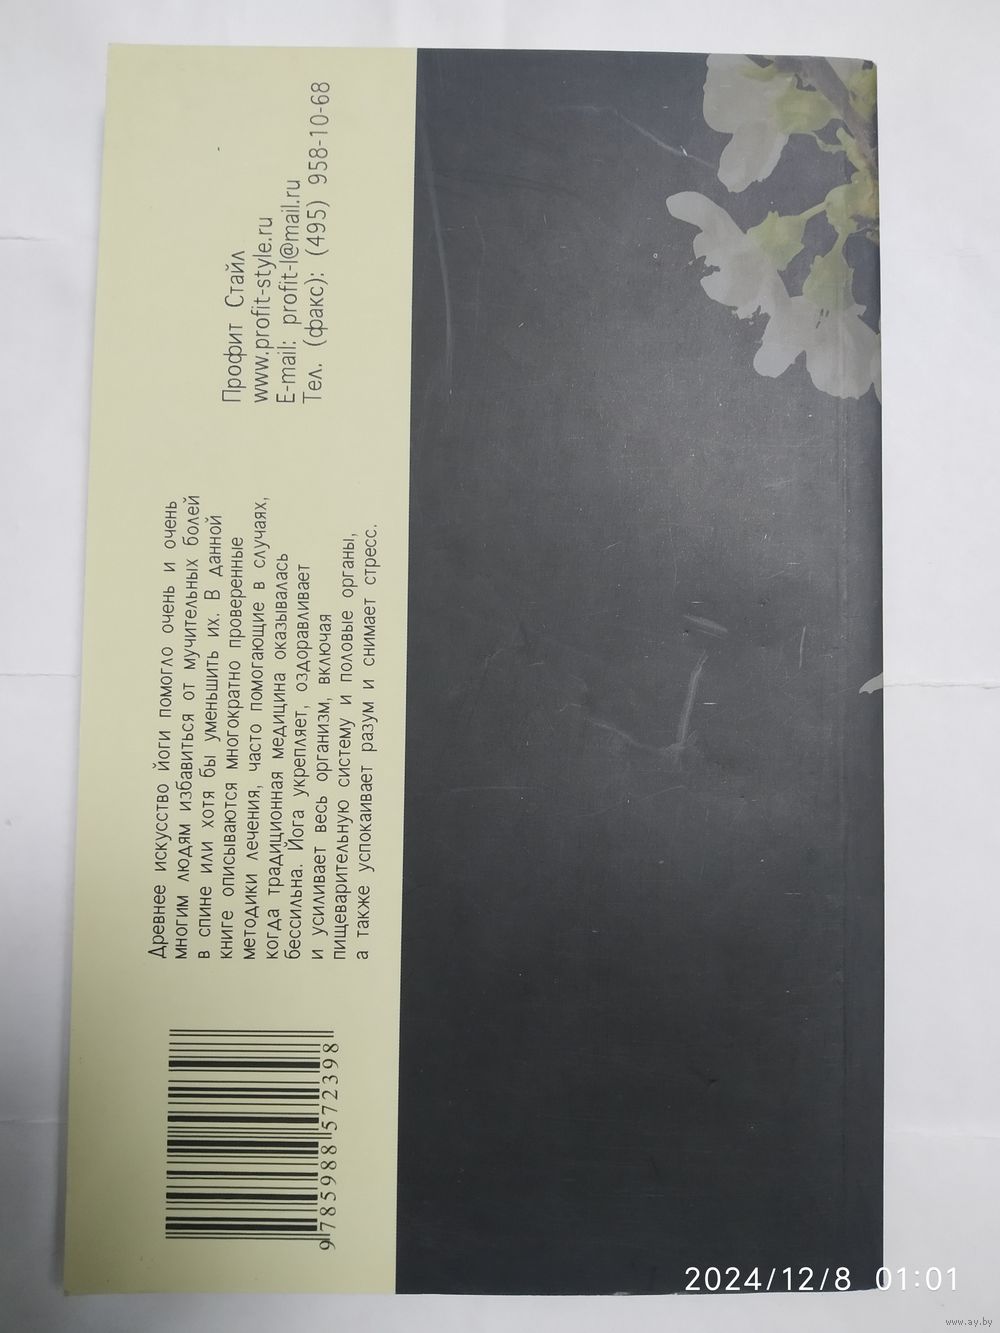 Древнее искусство йоги помогло очень и очень
многим людям избавиться от мучительных болей
в спине или хотя бы уменьшить их. В данной
книге описываются многократно проверенные
методики лечения, часто помогающие в случаях,
когда традиционная медицина оказывалась
бессильна. Йога укрепляет, оздоравливает
и усиливает весь организм, включая
пищеварительную систему и половые органы,
а также успокаивает разум и снимает стресс.
Профит Стайл
www.profit-style.ru
E-mail: profit-l@mail.ru
Тел. (факс): (495) 958-10-68
9 785988 572398
2024/12/8 01:01
www.ay.by